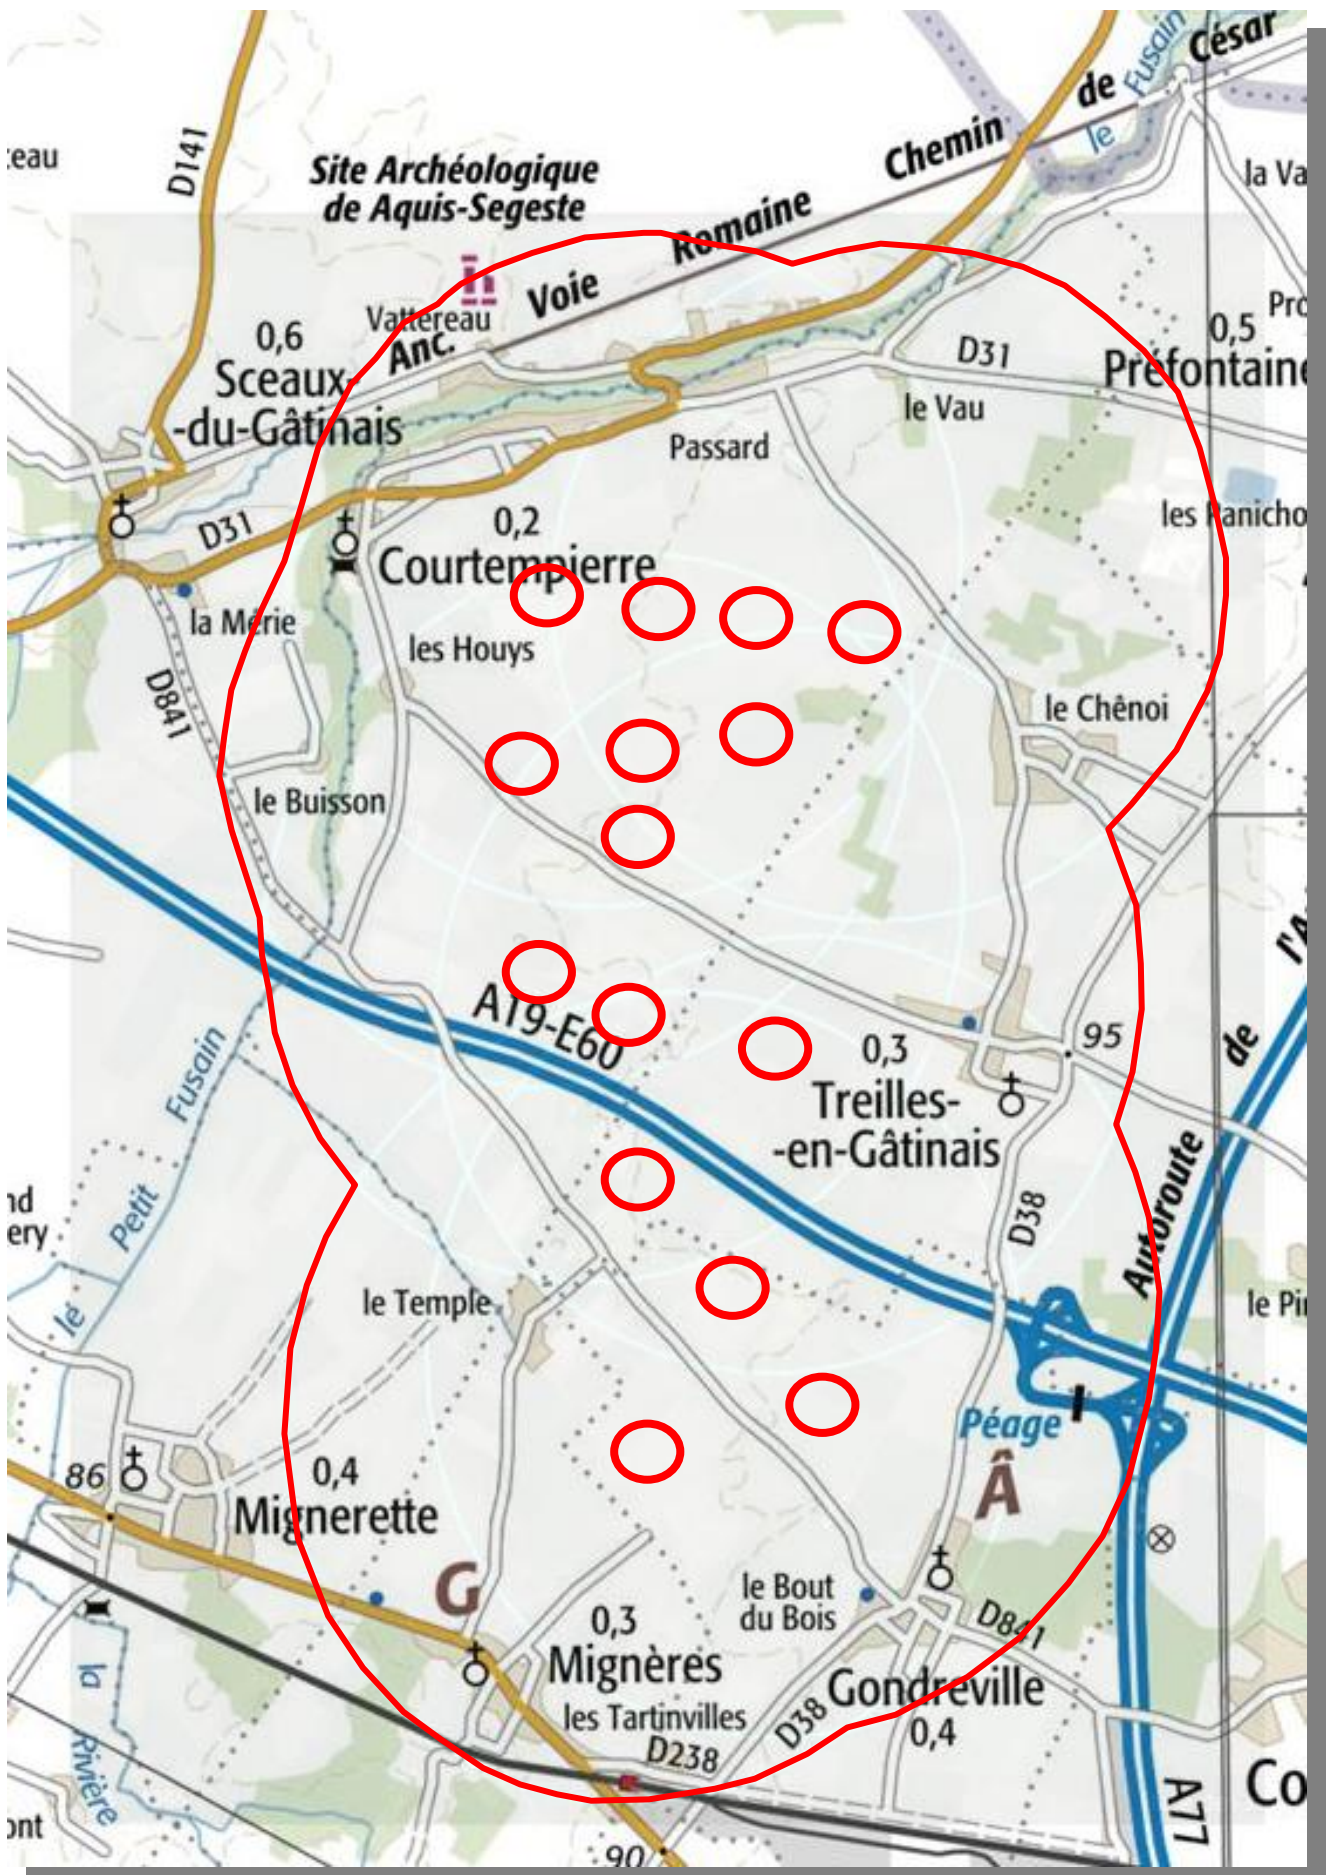 César
de
Fusain
le
Chemin
Romaine
Voie
Anc.
D141
eau
Site Archéologique
de Aquis-Segeste
la Va
Vattereau
0,6
Sceaux-
-du-Gâtinais
D31
0,5
Pro
Préfontaine
le Vau
Passard
les Panicho
D31
0,2
Courtempierre
la Mérie
les Houys
D841
le Chênoi
le Buisson
A19-E60
95
0,3
Treilles-
-en-Gâtinais
l'A
de
Autoroute
Fusain
Petit
le
nd
ery
D38
le Temple
le Pin
Péage
Â
86
0,4
Mignerette
G
le Bout
du Bois
D841
0,3
Mignères
les Tartinvilles
Gondreville
0,4
D38
D238
la
Rivière
ont
A77
Co
90